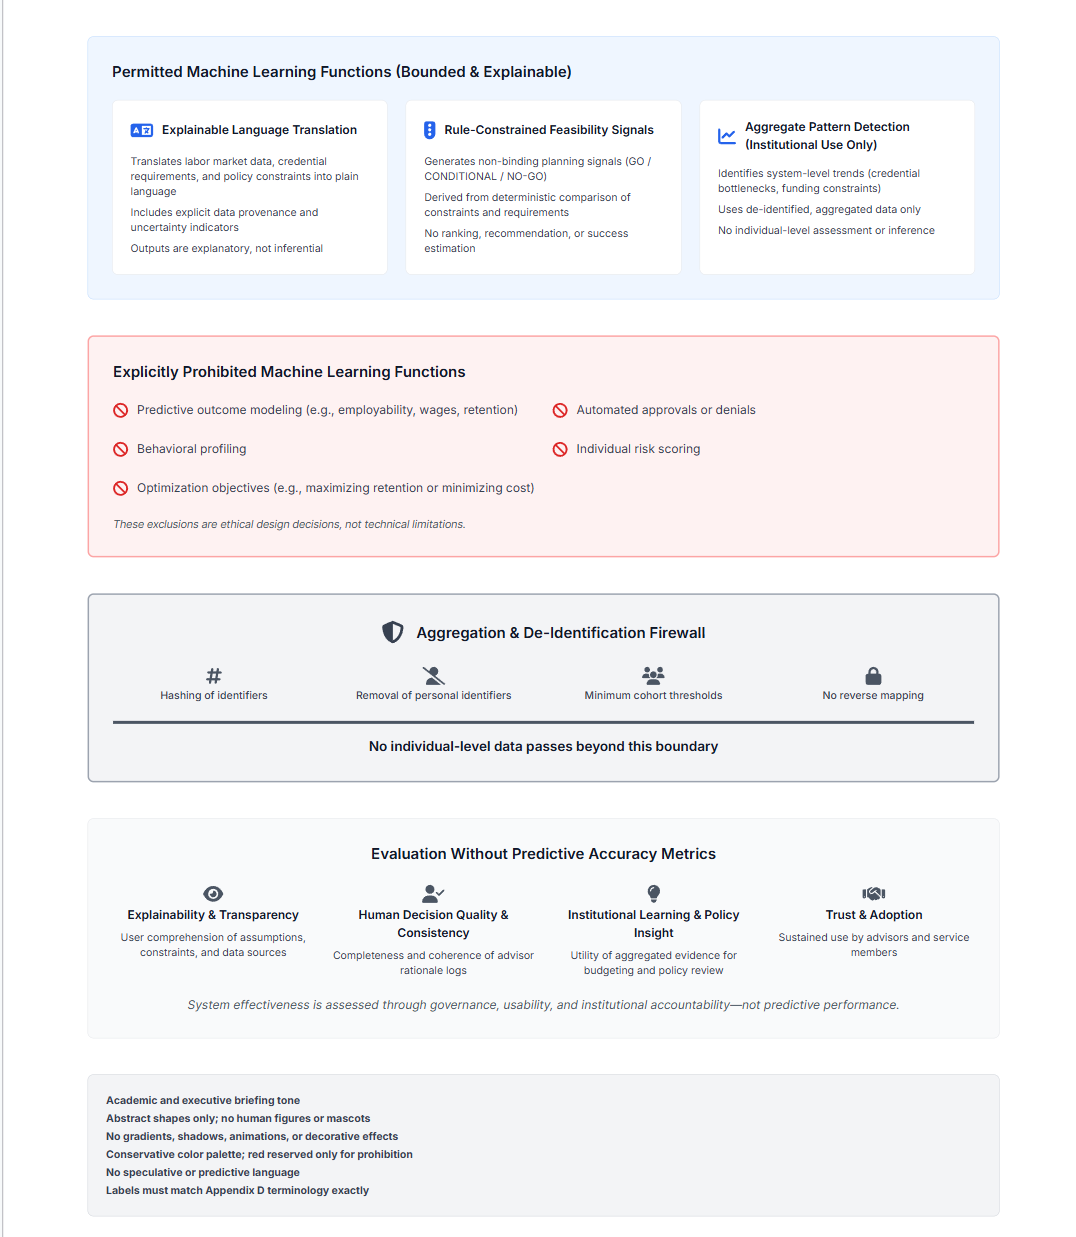 Permitted Machine Learning Functions (Bounded & Explainable)
Explainable Language Translation
Translates labor market data, credential
requirements, and policy constraints into plain
language
Includes explicit data provenance and
uncertainty indicators
Outputs are explanatory, not inferential
Rule-Constrained Feasibility Signals
Generates non-binding planning signals (GO /
CONDITIONAL / NO-GO)
Derived from deterministic comparison of
constraints and requirements
No ranking, recommendation, or success
estimation
Aggregate Pattern Detection
(Institutional Use Only)
Identifies system-level trends (credential
bottlenecks, funding constraints)
Uses de-identified, aggregated data only
No individual-level assessment or inference
Explicitly Prohibited Machine Learning Functions
Predictive outcome modeling (e.g., employability, wages, retention)
Automated approvals or denials
Behavioral profiling
Individual risk scoring
Optimization objectives (e.g., maximizing retention or minimizing cost)
These exclusions are ethical design decisions, not technical limitations.
Aggregation & De-Identification Firewall
Hashing of identifiers
Removal of personal identifiers
Minimum cohort thresholds
No reverse mapping
No individual-level data passes beyond this boundary
Evaluation Without Predictive Accuracy Metrics
Explainability & Transparency
User comprehension of assumptions,
constraints, and data sources
Human Decision Quality &
Consistency
Completeness and coherence of advisor
rationale logs
Institutional Learning & Policy
Insight
Utility of aggregated evidence for
budgeting and policy review
Trust & Adoption
Sustained use by advisors and service
members
System effectiveness is assessed through governance, usability, and institutional accountability—not predictive performance.
Academic and executive briefing tone
Abstract shapes only; no human figures or mascots
No gradients, shadows, animations, or decorative effects
Conservative color palette; red reserved only for prohibition
No speculative or predictive language
Labels must match Appendix D terminology exactly